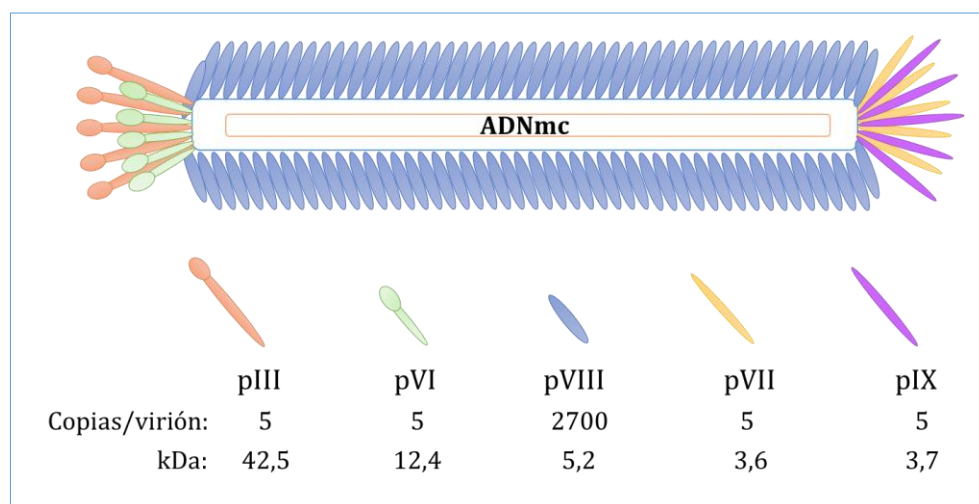 ADNmc
pIII pVI pVIII pVII pIX
Copias/virión: 5 5 2700 5 5
kDa: 42,5 12,4 5,2 3,6 3,7